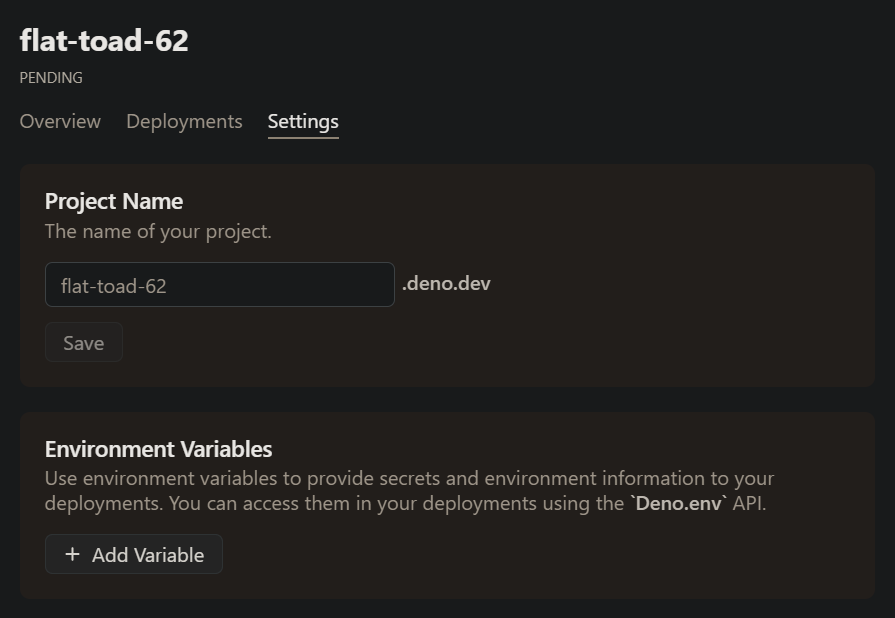 flat-toad-62
PENDING
Overview Deployments Settings
Project Name
The name of your project.
flat-toad-62 .deno.dev
Save
Environment Variables
Use environment variables to provide secrets and environment information to your
deployments. You can access them in your deployments using the `Deno.env` API.
+ Add Variable